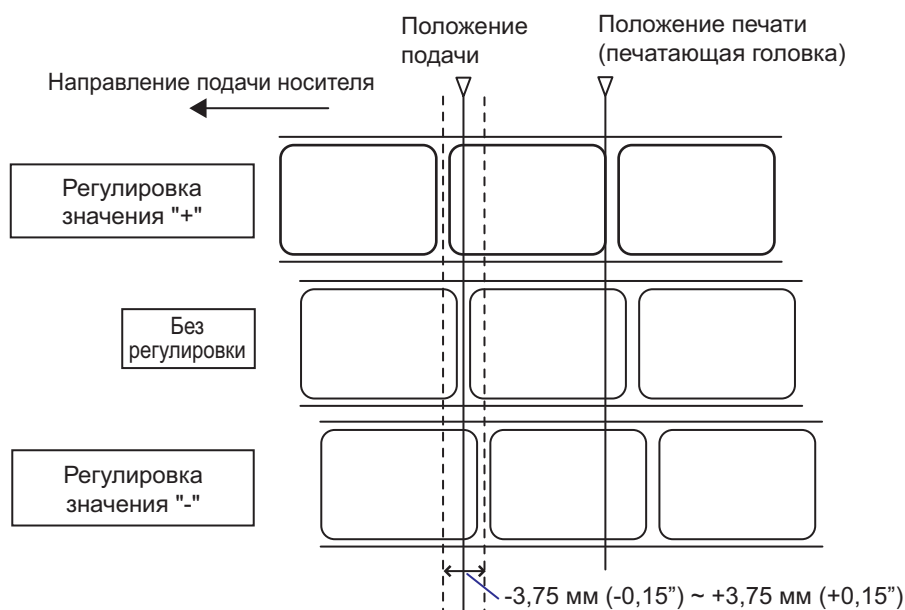 Положение
подачи
Положение печати
(печатающая головка)
Направление подачи носителя
Регулировка
значения "+"
Без
регулировки
Регулировка
значения "-"
-3,75 мм (-0,15”) ~ +3,75 мм (+0,15”)